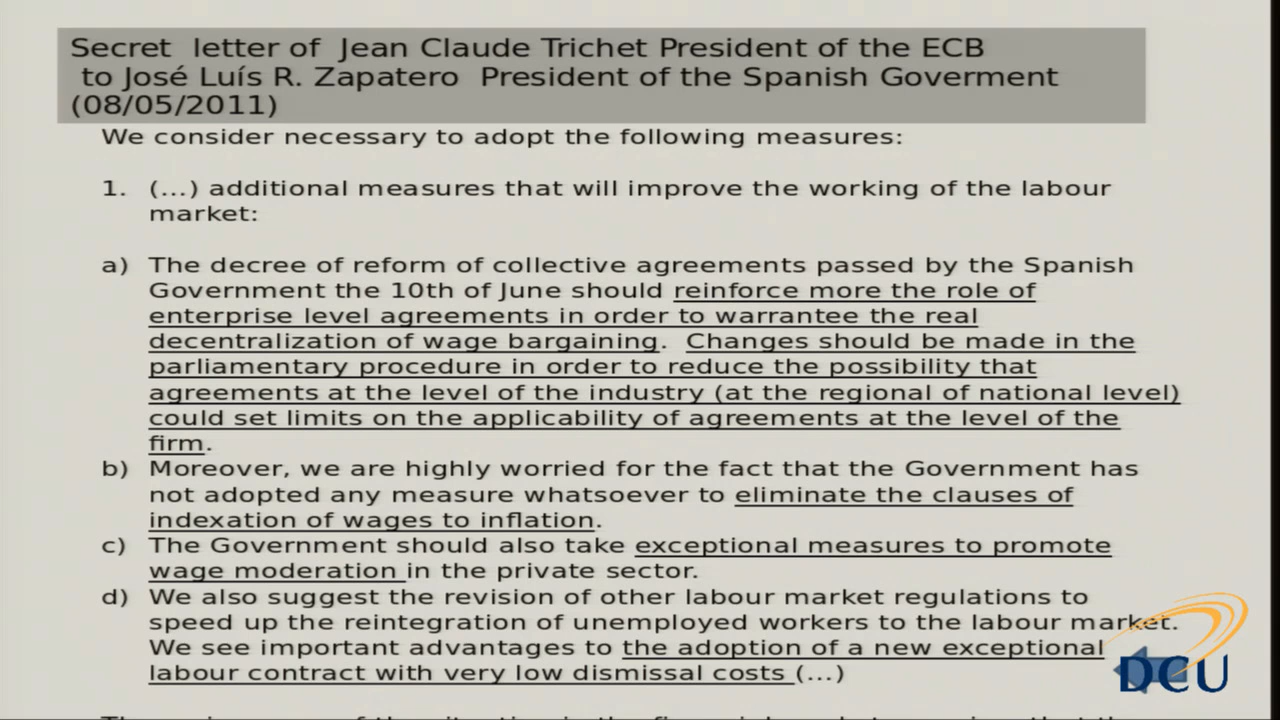 Secret letter of Jean Claude Trichet President of the ECB
to José Luís R. Zapatero President of the Spanish Goverment
(08/05/2011)
We consider necessary to adopt the following measures:
1. (...) additional measures that will improve the working of the labour
market:
a) The decree of reform of collective agreements passed by the Spanish
Government the 10th of June should reinforce more the role of
enterprise level agreements in order to warrantee the real
decentralization of wage bargaining. Changes should be made in the
parliamentary procedure in order to reduce the possibility that
agreements at the level of the industry (at the regional of national level)
could set limits on the applicability of agreements at the level of the
firm.
b) Moreover, we are highly worried for the fact that the Government has
not adopted any measure whatsoever to eliminate the clauses of
indexation of wages to inflation.
c) The Government should also take exceptional measures to promote
wage moderation in the private sector.
d) We also suggest the revision of other labour market regulations to
speed up the reintegration of unemployed workers to the labour market.
We see important advantages to the adoption of a new exceptional
labour contract with very low dismissal costs (...)
DCU